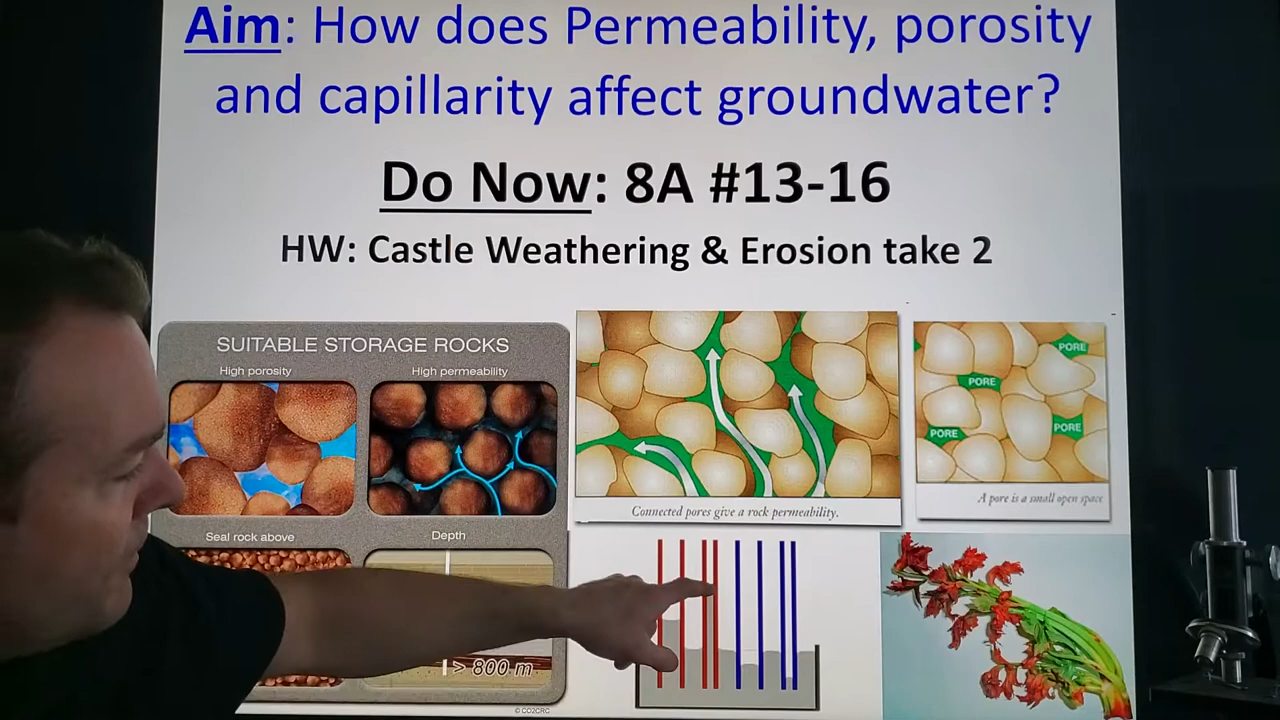 Aim: How does Permeability, porosity
and capillarity affect groundwater?
Do Now: 8A #13-16
HW: Castle Weathering & Erosion take 2
SUITABLE STORAGE ROCKS
High porosity
High permeability
Seal rock above
Depth
> 800 m
© CO2CRC
Connected pores give a rock permeability.
PORE
PORE
PORE
PORE
A pore is a small open space